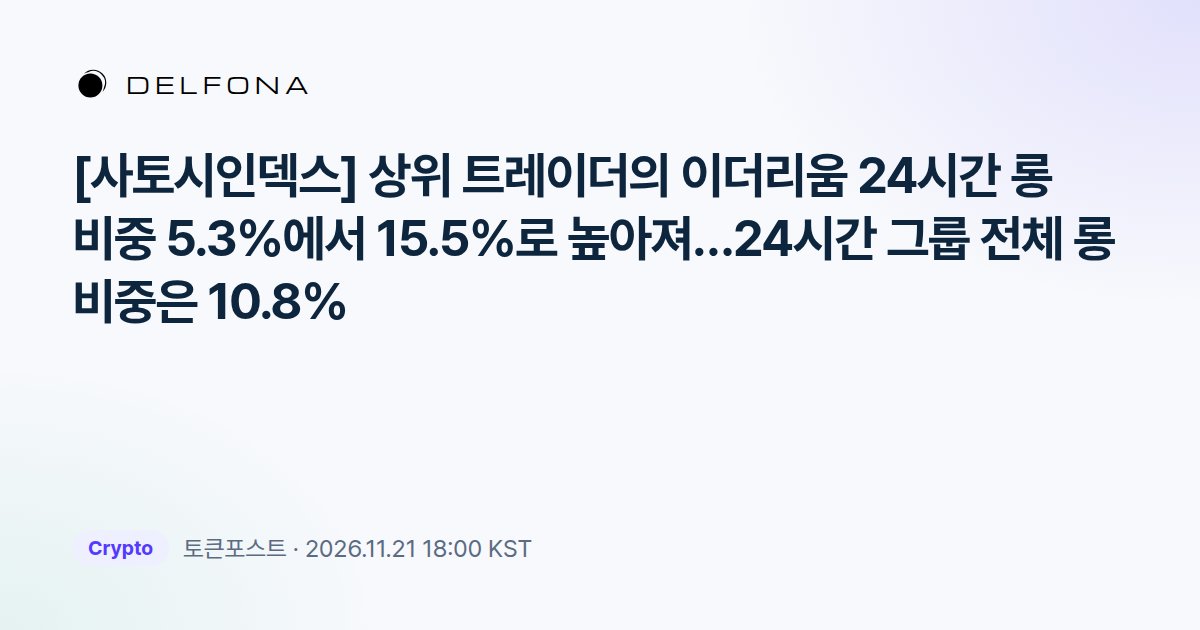 DELFONA
[사토시인덱스] 상위 트레이더의 이더리움 24시간 롱
비중 5.3%에서 15.5%로 높아져…24시간 그룹 전체 롱
비중은 10.8%
Crypto 토큰포스트 · 2026.11.21 18:00 KST